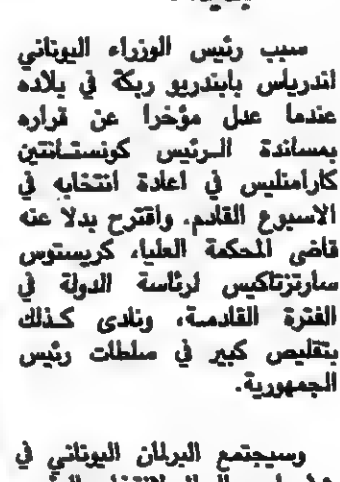 سبب رئيس الوزراء اليوناني
اندرياس بابندريو ربكة في بلاده
عندما عدل مؤخرا عن قراره
بمساندة الرئيس كونستانتين
كارامنليس في اعادة انتخابه في
الاسبوع القادم. واقترح بدلا عنه
قاضي المحكمة العليا، كريستوس
سارتزتاكيس لرئاسة الدولة في
الفترة القادمة، ونادى كذلك
بتقليص كبير في سلطات رئيس
الجمهورية.
وسيجتمع البرلمان اليوناني في